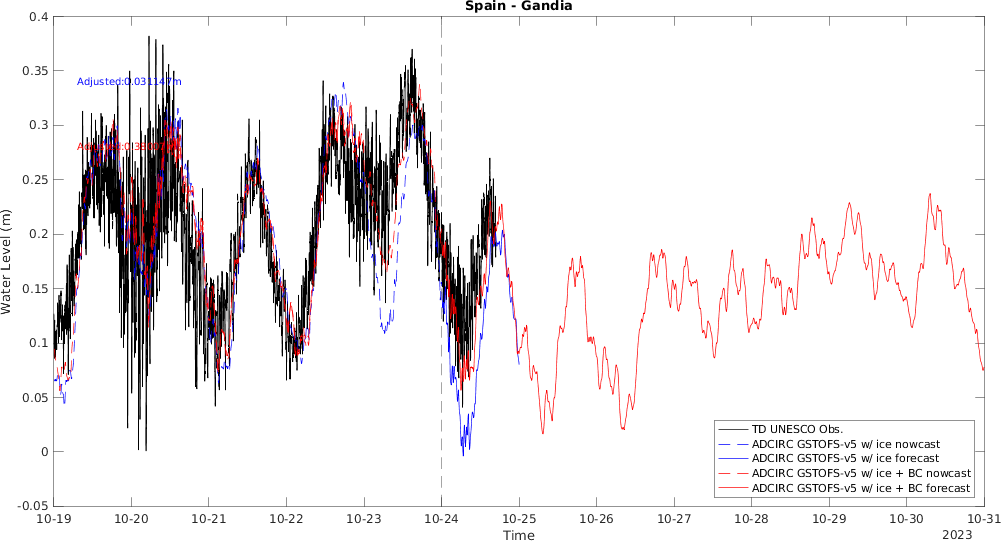 Spain - Gandia
Water Level (m)
0.4
0.35
0.3
0.25
0.2
0.15
0.1
0.05
0
-0.05
Adjusted:0.031147m
TD UNESCO Obs.
ADCIRC GSTOFS-v5 w/ ice nowcast
ADCIRC GSTOFS-v5 w/ ice forecast
ADCIRC GSTOFS-v5 w/ ice + BC nowcast
ADCIRC GSTOFS-v5 w/ ice + BC forecast
10-19 10-20 10-21 10-22 10-23 10-24 10-25 10-26 10-27 10-28 10-29 10-30 10-31
Time
2023